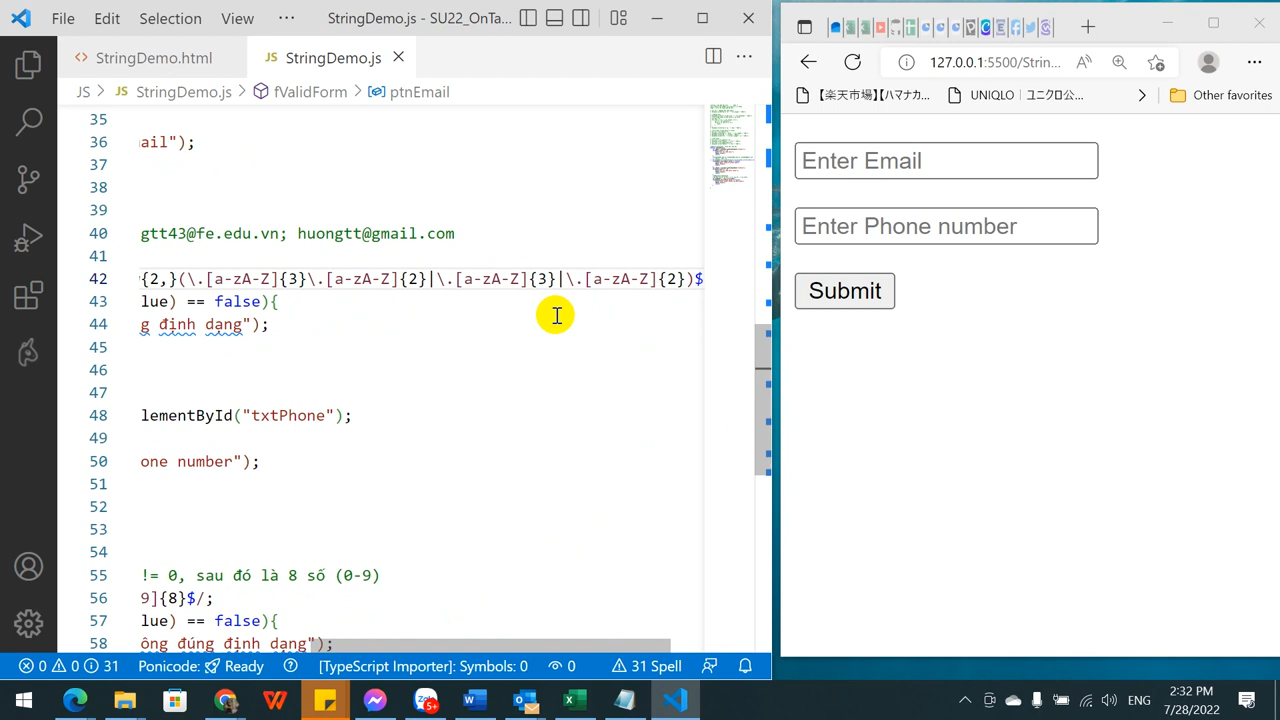 File Edit Selection View ··· StringDemo.js - SU22_OnTa...
StringDemo.html JS StringDemo.js
JS > JS StringDemo.js > fValidForm > ptnEmail
35
36 ail");
37
38
39
40 gtt43@fe.edu.vn; huongtt@gmail.com
41
42 {2,}(\.[a-zA-Z]{3}\.[a-zA-Z]{2}|\.[a-zA-Z]{3}|\.[a-zA-Z]{2})$
43 lue) == false){
44 g định dạng");
45
46
47
48 lementById("txtPhone");
49
50 one number");
51
52
53
54
55 != 0, sau đó là 8 số (0-9)
56 9]{8}$/;
57 lue) == false){
58 ông đúng định dạng");
0 0 31 Ponicode: Ready [TypeScript Importer]: Symbols: 0 0 31 Spell
127.0.0.1:5500/Strin...
【楽天市場】【ハマナカ... UNIQLO | ユニクロ公... Other favorites
Enter Email
Enter Phone number
Submit
ENG
2:32 PM
7/28/2022